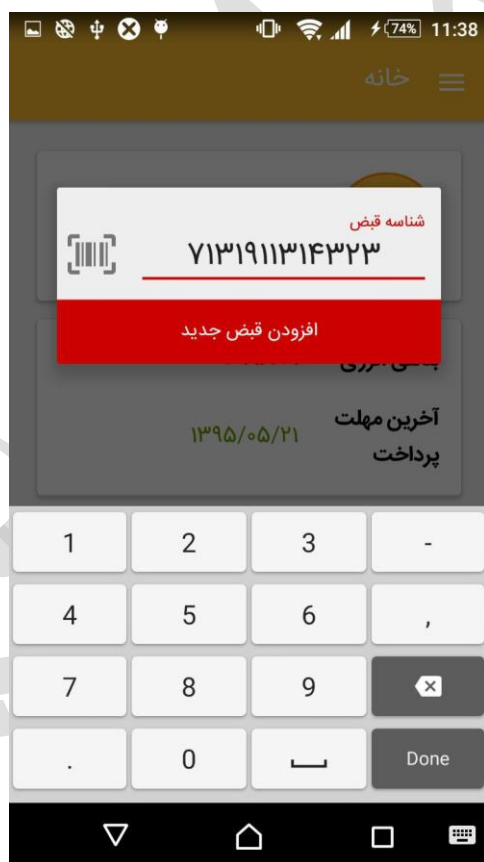 74% 11:38
خانه
شناسه قبض
۷۱۳۱۹۱۱۳۱۴۳۲۳
افزودن قبض جدید
آخرین مهلت پرداخت
۱۳۹۵/۰۵/۲۱
1 2 3 -
4 5 6 ,
7 8 9
. 0 Done